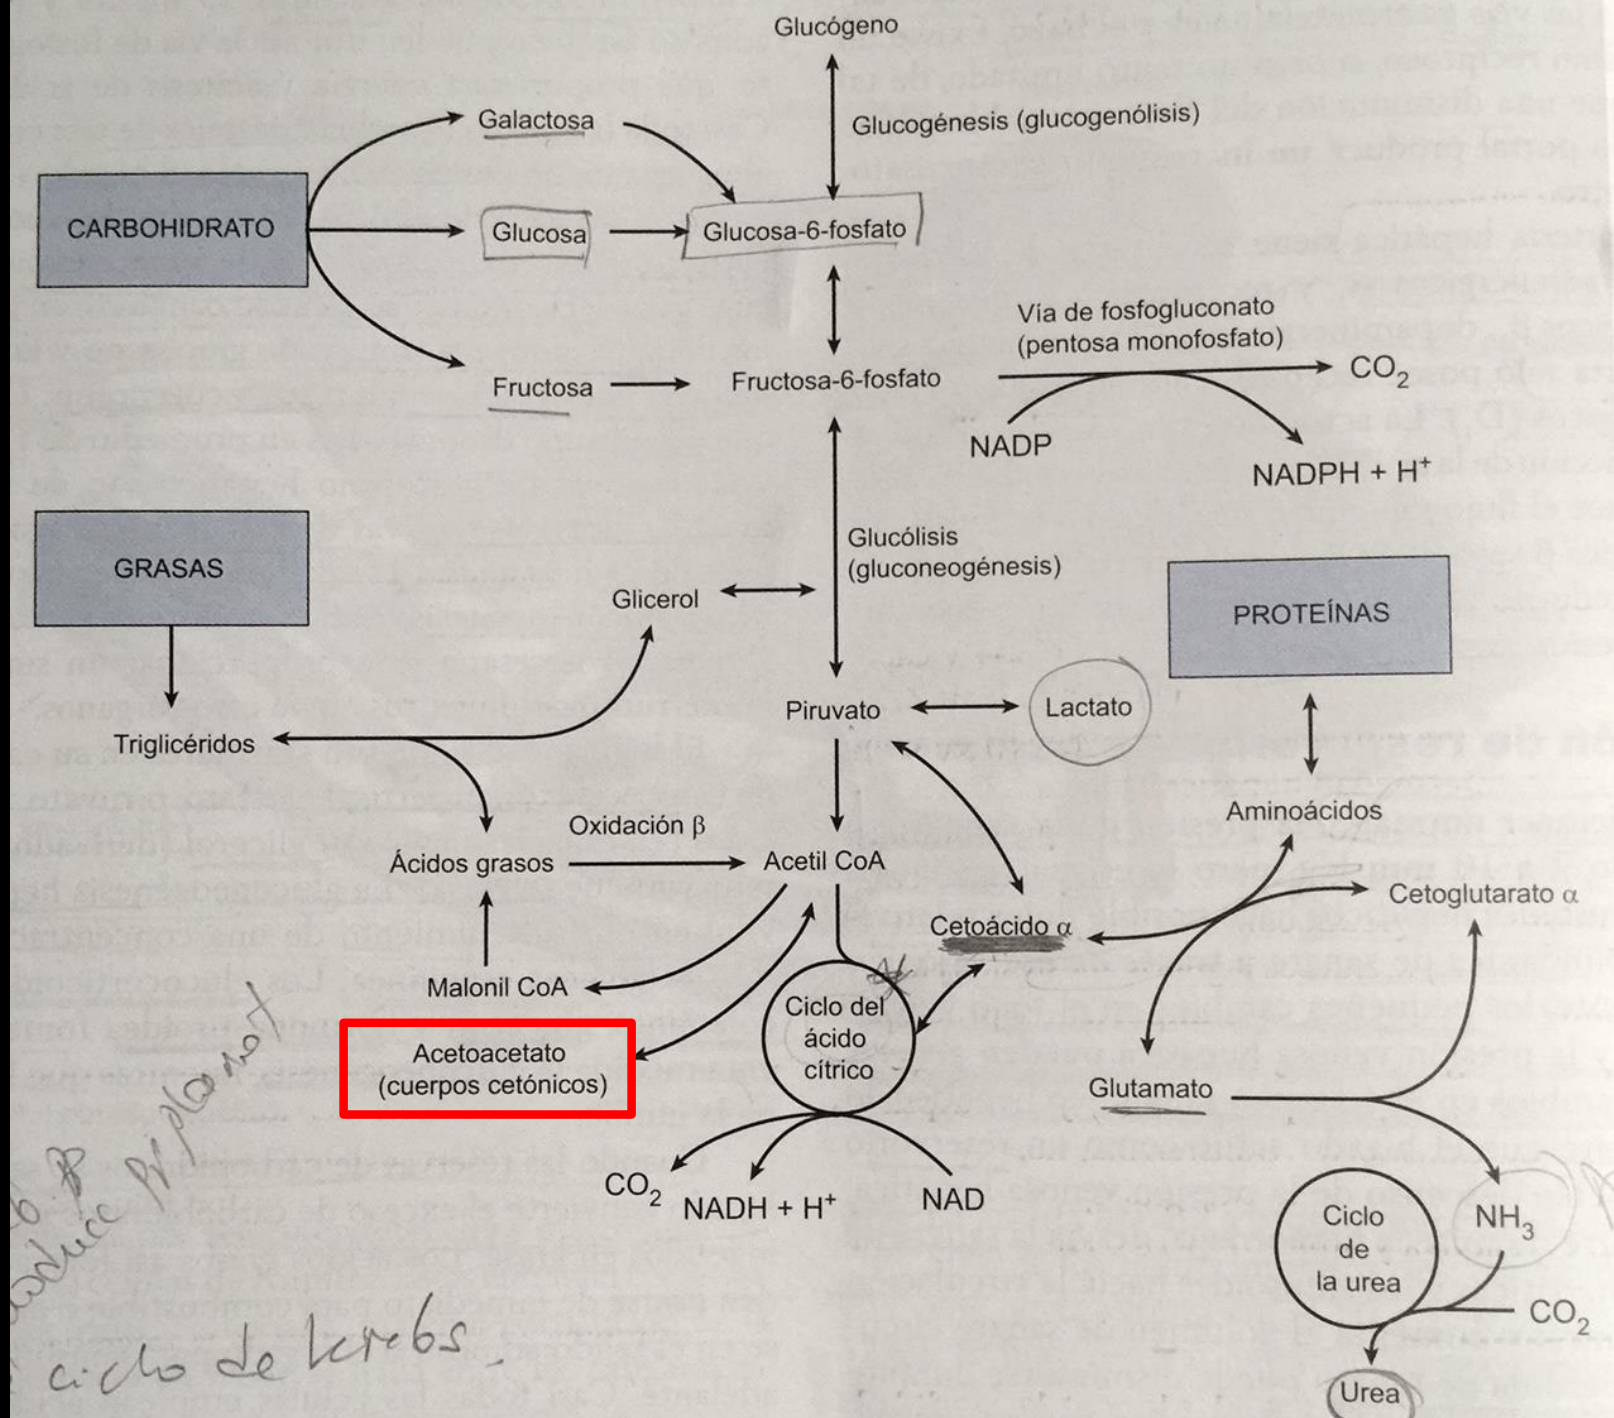 Glucógeno
Glucogénesis (glucogenólisis)
Galactosa
CARBOHIDRATO
Glucosa
Glucosa-6-fosfato
Vía de fosfogluconato
(pentosa monofosfato)
CO2
Fructosa
Fructosa-6-fosfato
NADP
NADPH + H+
GRASAS
Glucólisis
(gluconeogénesis)
Glicerol
PROTEÍNAS
Piruvato
Lactato
Triglicéridos
Aminoácidos
Oxidación β
Ácidos grasos
Acetil CoA
Cetoglutarato α
Cetoácido α
Malonil CoA
Ciclo del
ácido
cítrico
Acetoacetato
(cuerpos cetónicos)
Glutamato
CO2
NADH + H+
NAD
Ciclo
de
la urea
NH3
CO2
Urea
ciclo de krebs.